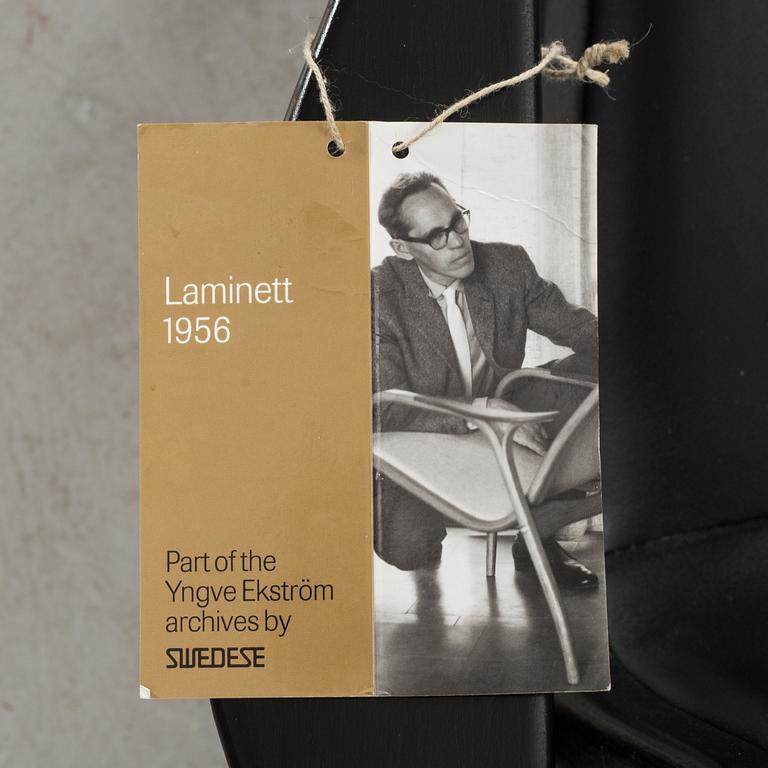 Laminett
1956
Part of the
Yngve Ekström
archives by
SWEDESE